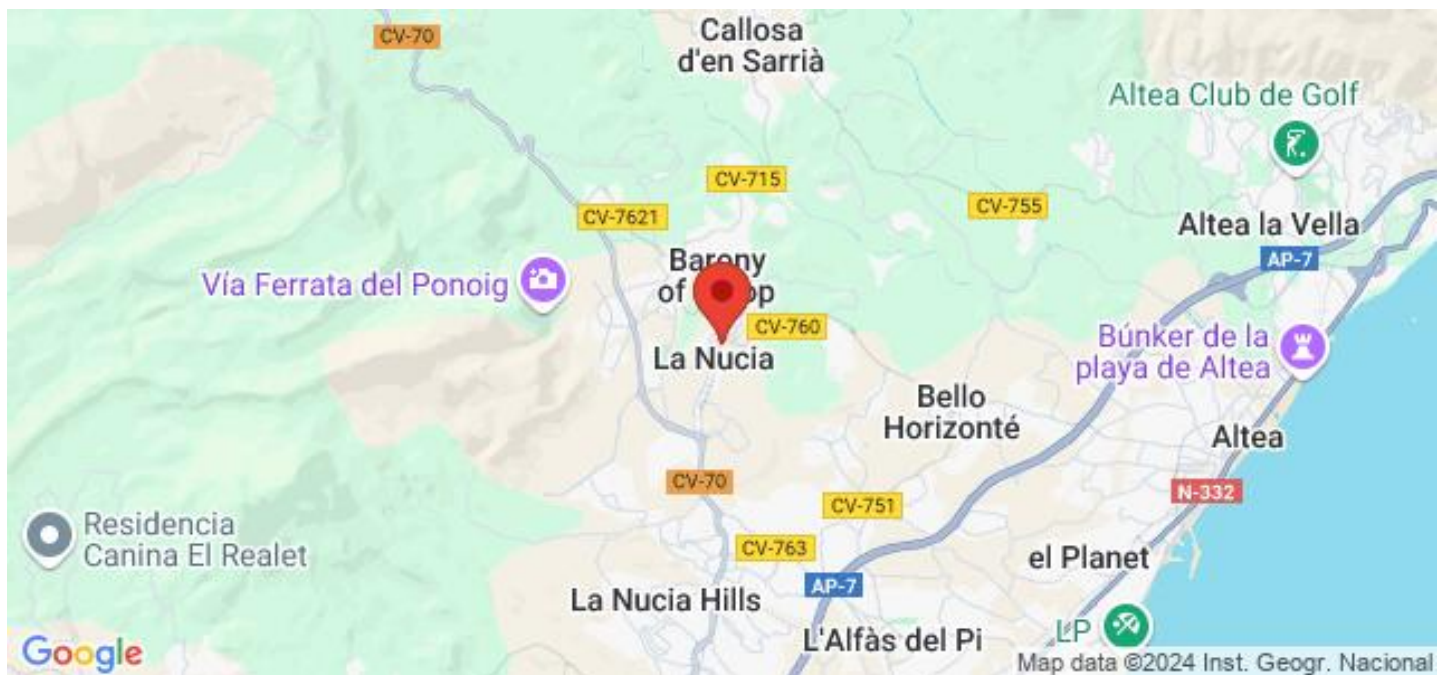 CV-70
Callosa
d'en Sarrià
Altea Club de Golf
CV-715
CV-7621
CV-755
Altea la Vella
AP-7
Barony
of
Vía Ferrata del Ponoig
CV-760
La Nucia
Búnker de la
playa de Altea
Bello
Horizonté
Altea
CV-70
N-332
CV-751
Residencia
Canina El Realet
CV-763
el Planet
AP-7
La Nucia Hills
L'Alfàs del Pi
LP
Google
Map data ©2024 Inst. Geogr. Nacional